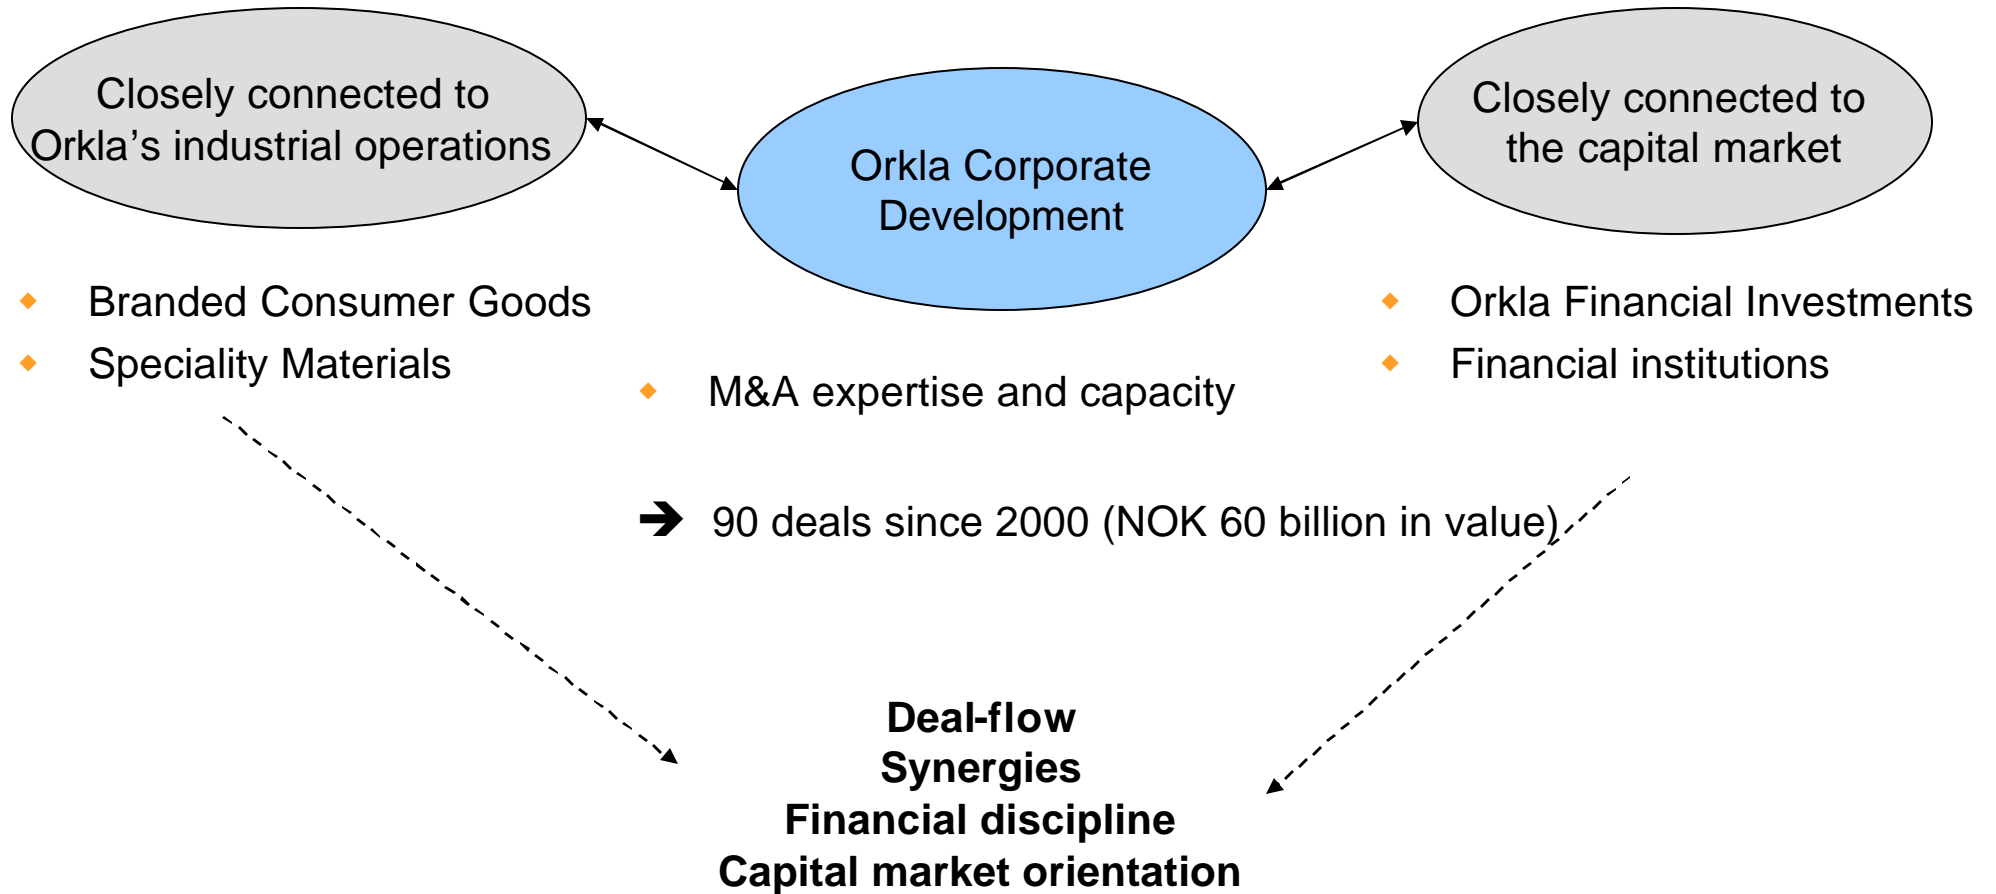 Closely connected to
Orkla’s industrial operations
Orkla Corporate
Development
Closely connected to
the capital market
Branded Consumer Goods
Speciality Materials
M&A expertise and capacity
90 deals since 2000 (NOK 60 billion in value)
Orkla Financial Investments
Financial institutions
Deal-flow
Synergies
Financial discipline
Capital market orientation